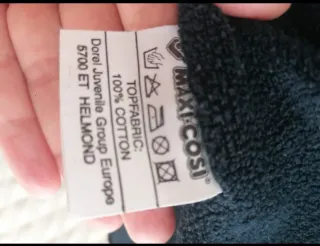 MAXI-COSI®
TOPFABRIC:
100% COTTON
Dorel Juvenile Group Europe
5700 ET HELMOND